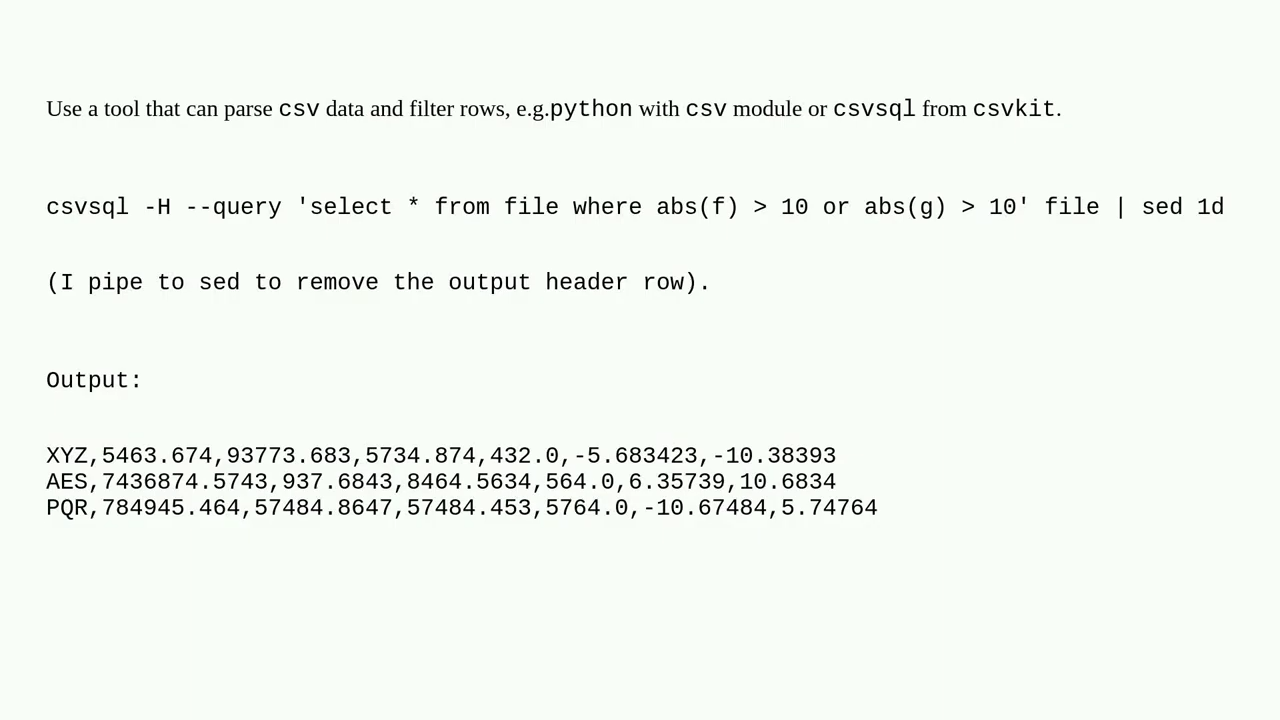 Use a tool that can parse csv data and filter rows, e.g.python with csv module or csvsql from csvkit.
csvsql -H --query 'select * from file where abs(f) > 10 or abs(g) > 10' file | sed 1d
(I pipe to sed to remove the output header row).
Output:
XYZ,5463.674,93773.683,5734.874,432.0,-5.683423,-10.38393
AES,7436874.5743,937.6843,8464.5634,564.0,6.35739,10.6834
PQR,784945.464,57484.8647,57484.453,5764.0,-10.67484,5.74764